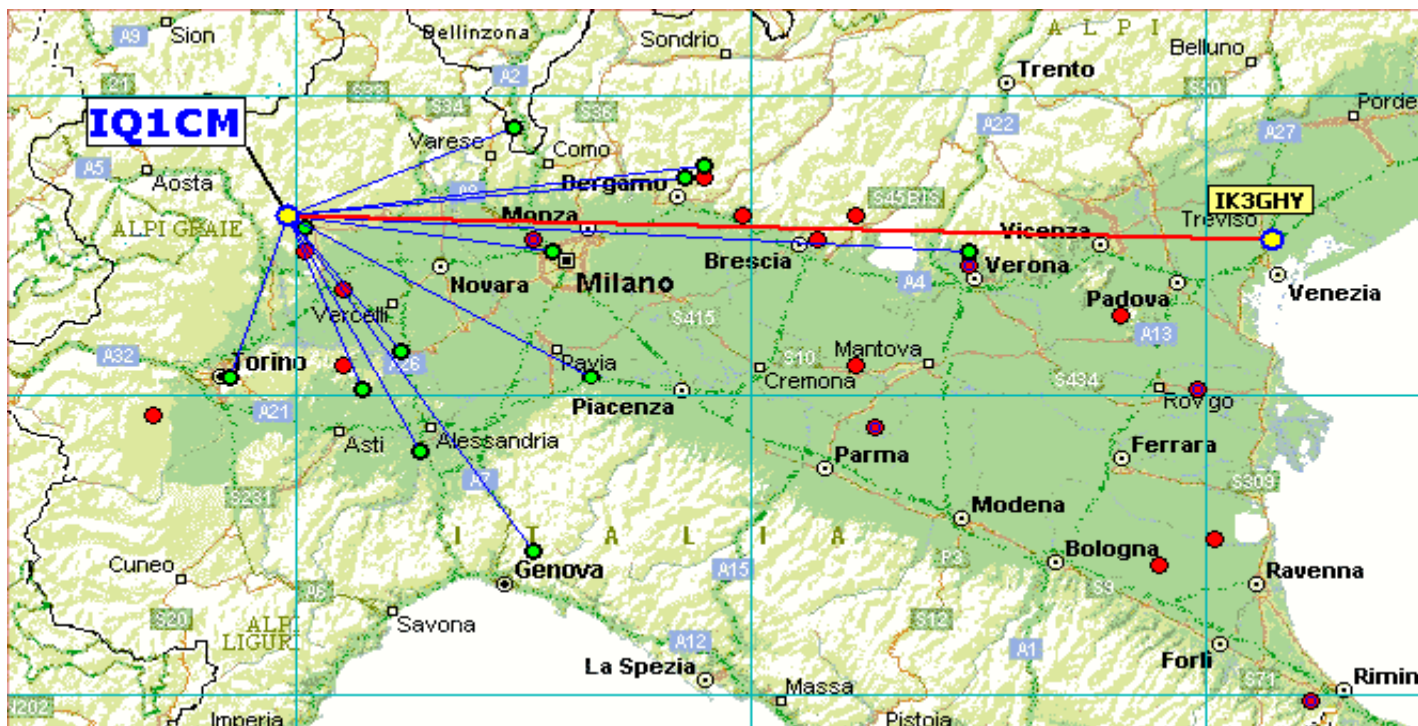 A9
Sion
Bellinzona
Sondrio
A L P I
Belluno
A2
S33
S34
S36
Trento
S50
IQ1CM
Varese
Como
A22
A27
Porde
A5
Aosta
Bergamo
S45BIS
IK3GHY
ALPI GRAIE
Monza
Vicenza
Treviso
Brescia
Novara
Milano
Verona
A4
Padova
Venezia
Vercelli
S415
A13
A32
Torino
A26
Pavia
S10
Mantova
Cremona
S434
Rovigo
A21
Piacenza
Asti
Alessandria
Parma
Ferrara
A7
S231
S309
I T A L I A
Modena
Cuneo
Genova
A15
P3
Bologna
S9
Ravenna
A6
S20
Savona
S12
ALPI
LIGURI
A12
A1
Forlì
La Spezia
S71
Rimin
Massa
N202
Imperia
Pistoia